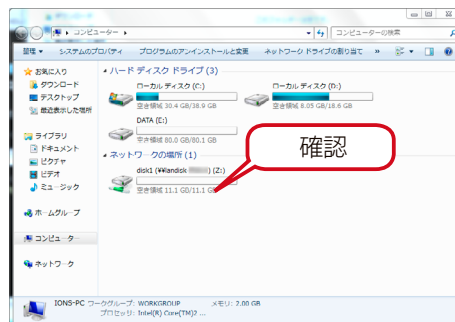 コンピューター
コンピューターの検索
整理 システムのプロパティ プログラムのアンインストールと変更 ネットワーク ドライブの割り当て »
お気に入り
ダウンロード
デスクトップ
最近表示した場所
ライブラリ
ドキュメント
ピクチャ
ビデオ
ミュージック
ホームグループ
コンピューター
ネットワーク
ハード ディスク ドライブ (3)
ローカル ディスク (C:)
空き領域 30.4 GB/38.9 GB
ローカル ディスク (D:)
空き領域 8.05 GB/18.6 GB
DATA (E:)
空き領域 80.0 GB/80.1 GB
ネットワークの場所 (1)
disk1 (¥¥landisk ) (Z:)
空き領域 11.1 GB/11.1 GB
確認
IONS-PC ワークグループ: WORKGROUP メモリ: 2.00 GB
プロセッサ: Intel(R) Core(TM)2 ...